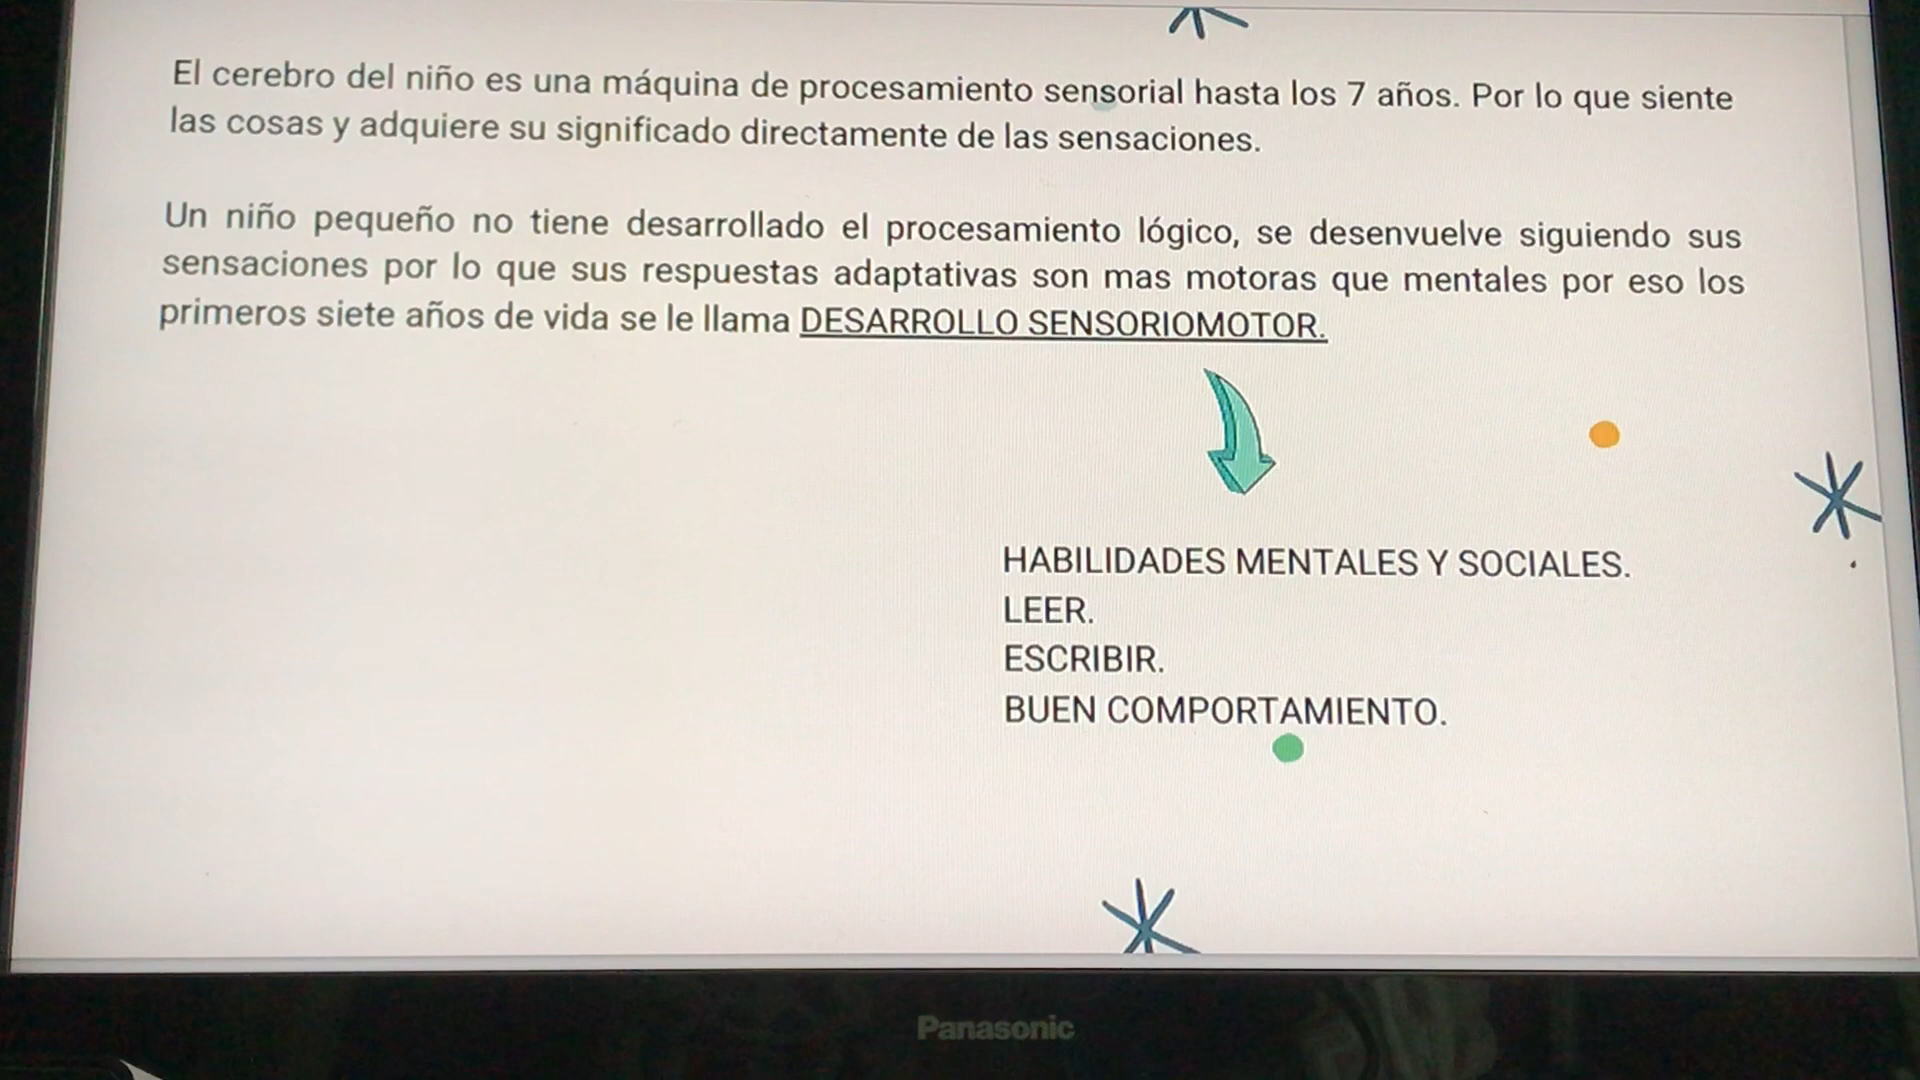 El cerebro del niño es una máquina de procesamiento sensorial hasta los 7 años. Por lo que siente
las cosas y adquiere su significado directamente de las sensaciones.
Un niño pequeño no tiene desarrollado el procesamiento lógico, se desenvuelve siguiendo sus
sensaciones por lo que sus respuestas adaptativas son mas motoras que mentales por eso los
primeros siete años de vida se le llama DESARROLLO SENSORIOMOTOR.
HABILIDADES MENTALES Y SOCIALES.
LEER.
ESCRIBIR.
BUEN COMPORTAMIENTO.
Panasonic